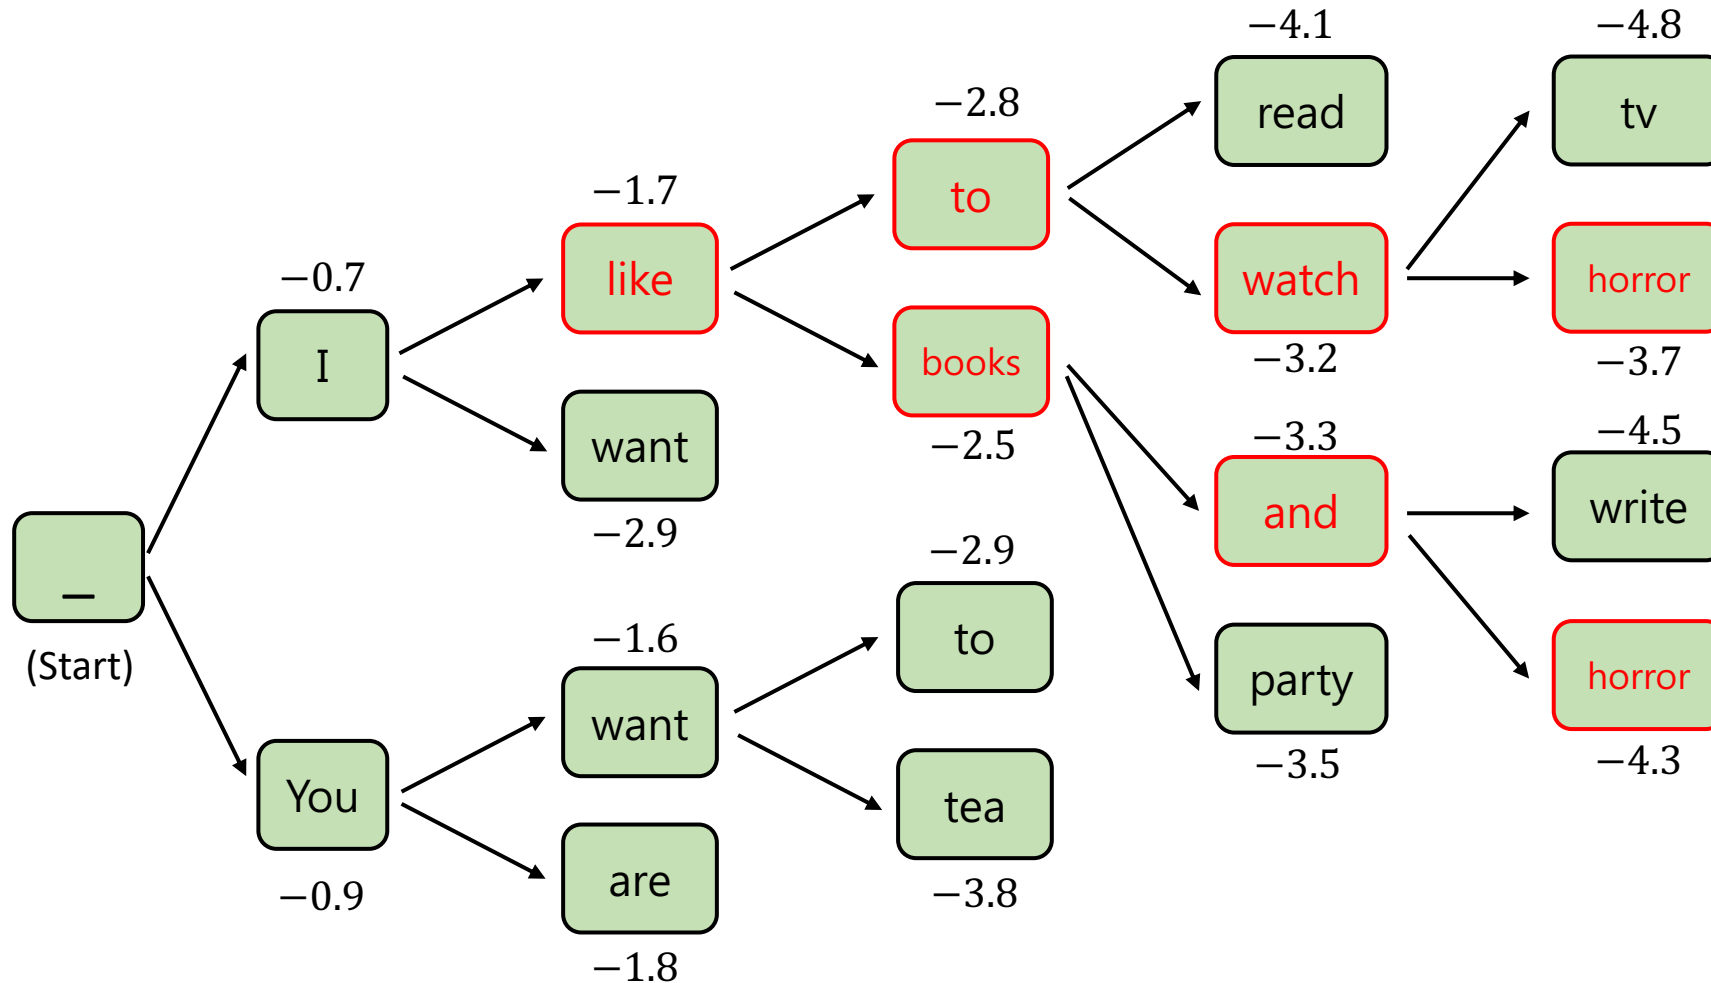 _
(Start)
−0.7
I
You
−0.9
−1.7
like
want
−2.9
−1.6
want
are
−1.8
−2.8
to
books
−2.5
−2.9
to
tea
−3.8
−4.1
read
watch
−3.2
−3.3
and
party
−3.5
−4.8
tv
horror
−3.7
−4.5
write
horror
−4.3